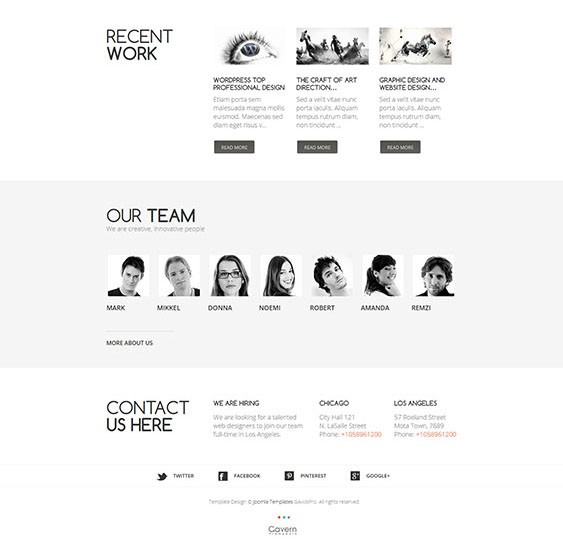 RECENT
WORK
WORDPRESS TOP
PROFESSIONAL DESIGN
Etiam porta sem
malesuada magna mollis
euismod. Maecenas sed
diam eget risus v...
READ MORE
THE CRAFT OF ART
DIRECTION...
Sed a velit vitae nunc
porta iaculis. Aliquam
tempus rutrum diam,
non tincidunt ...
READ MORE
GRAPHIC DESIGN AND
WEBSITE DESIGN...
Sed a velit vitae nunc
porta iaculis. Aliquam
tempus rutrum diam,
non tincidunt ...
READ MORE
OUR TEAM
We are creative, Innovative people
MARK
MIKKEL
DONNA
NOEMI
ROBERT
AMANDA
REMZI
MORE ABOUT US
CONTACT
US HERE
WE ARE HIRING
We are looking for a talented
web designers to join our team
full-time in Los Angeles.
CHICAGO
City Hall 121
N. LaSalle Street
Phone: +1058961200
LOS ANGELES
57 Roxland Street
Mota Town, 7689
Phone: +1058961200
TWITTER
FACEBOOK
PINTEREST
GOOGLE+
Template Design © Joomla Templates GavickPro. All rights reserved.
Cavern